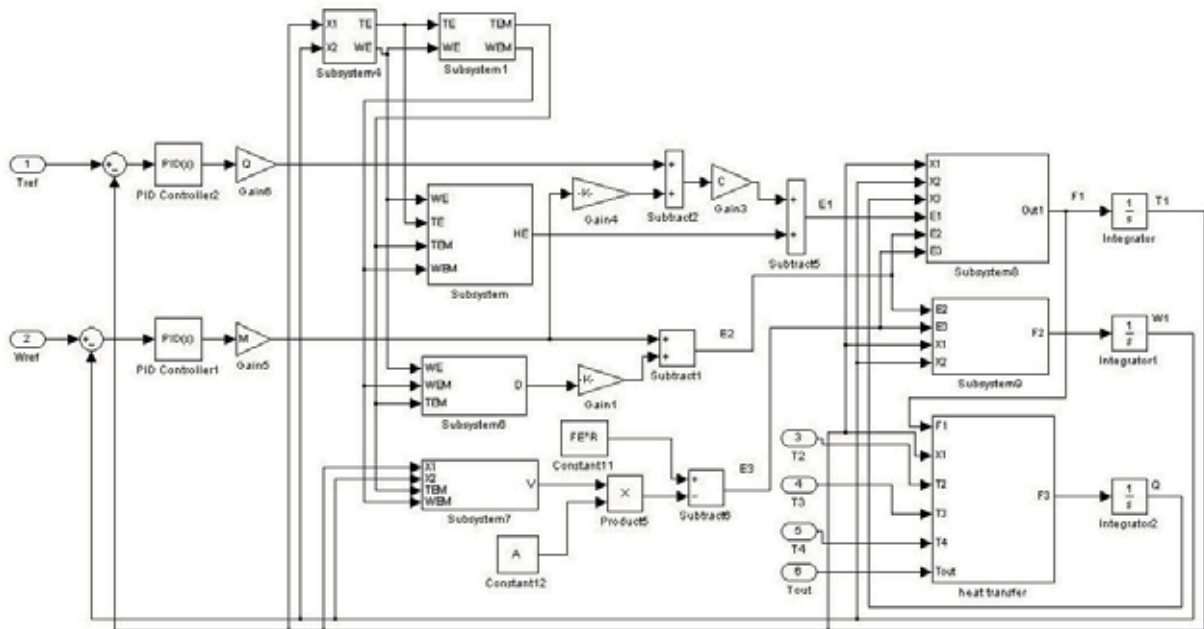 X1 TE
X2 WE
Subsystem4
TE TEM
WE WEM
Subsystem1
1
Tref
+
-
PID(s)
PID Controller2
Q
Gain6
-K-
Gain4
+
+
Subtract2
C
Gain3
+
+
Subtract5
E1
WE
TE
TEM
WEM
HE
Subsystem
X1
X2
X3
E1
E2
E3
Out1
Subsystem8
F1
1
s
Integrator
T1
2
Wref
+
-
PID(s)
PID Controller1
M
Gain5
E2
+
+
Subtract1
E2
E3
X1
X2
F2
Subsystem9
1
s
Integrator1
W1
WE
WEM
TEM
D
Subsystem6
-K-
Gain1
FE*R
Constant11
X1
X2
TEM
WEM
V
Subsystem7
×
Product5
+
-
Subtract6
E3
A
Constant12
3
T2
4
T3
5
T4
6
Tout
F1
X1
T2
T3
T4
Tout
F3
heat transfer
1
s
Integrator2
Q